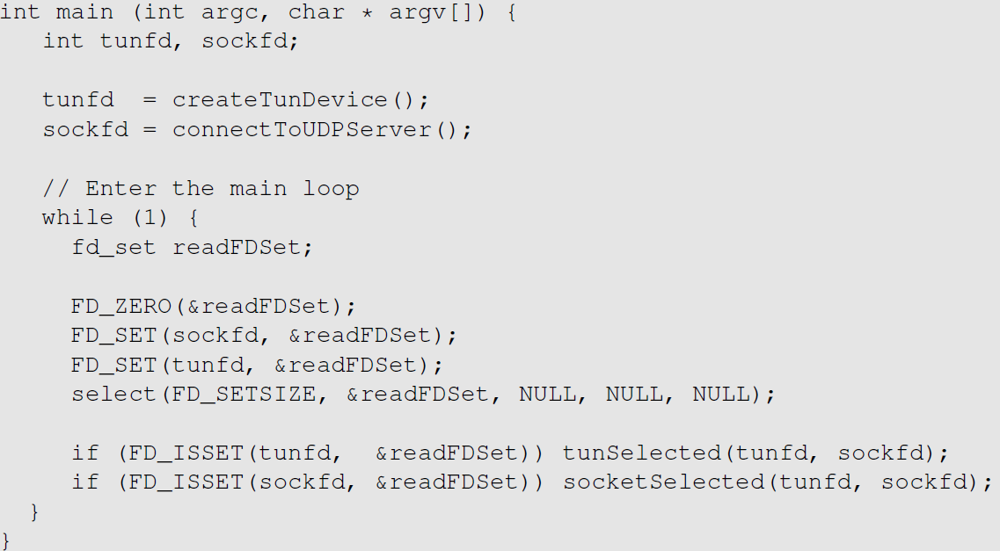 int main (int argc, char * argv[]) {
   int tunfd, sockfd;

   tunfd  = createTunDevice();
   sockfd = connectToUDPServer();

   // Enter the main loop
   while (1) {
     fd_set readFDSet;

     FD_ZERO(&readFDSet);
     FD_SET(sockfd, &readFDSet);
     FD_SET(tunfd, &readFDSet);
     select(FD_SETSIZE, &readFDSet, NULL, NULL, NULL);

     if (FD_ISSET(tunfd,  &readFDSet)) tunSelected(tunfd, sockfd);
     if (FD_ISSET(sockfd, &readFDSet)) socketSelected(tunfd, sockfd);
  }
}